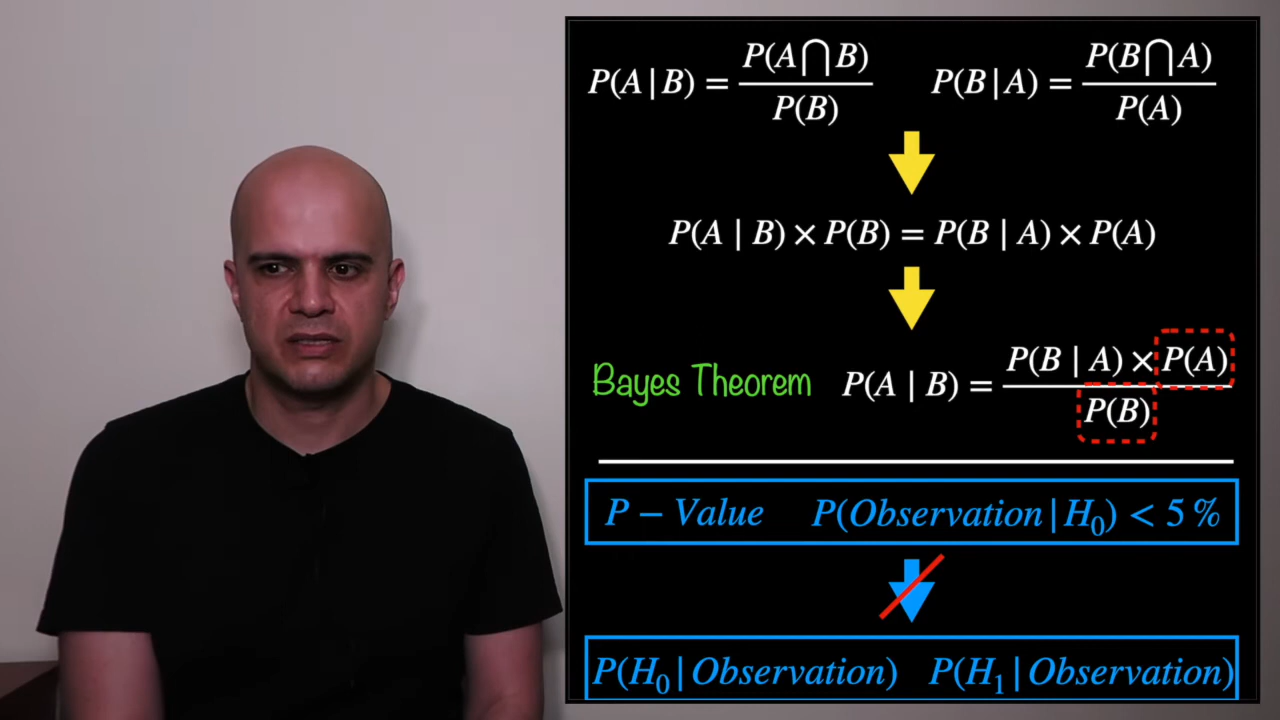 P(A | B) = P(A⋂B) / P(B)    P(B | A) = P(B⋂A) / P(A)
P(A | B) × P(B) = P(B | A) × P(A)
Bayes Theorem P(A | B) = P(B | A) × P(A) / P(B)
P − Value P(Observation | H₀) < 5 %
P(H₀ | Observation) P(H₁ | Observation)